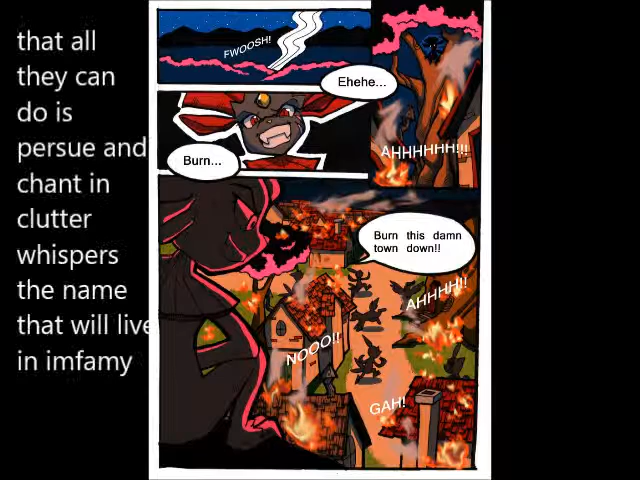 that all
they can
do is
persue and
chant in
clutter
whispers
the name
that will live
in imfamy
FWOOSH!
Ehehe...
AHHHHHH!!!
Burn...
Burn this damn
town down!!
AHHHH!!
NOOO!!
GAH!